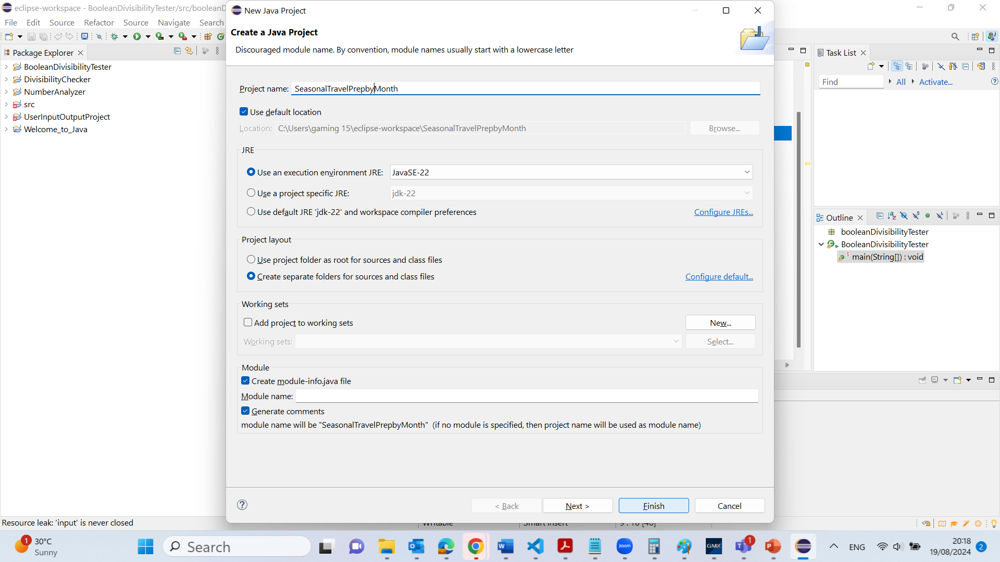 eclipse-workspace - BooleanDivisibilityTester/src/booleanD
New Java Project
File Edit Source Refactor Source Navigate Search
Create a Java Project
Discouraged module name. By convention, module names usually start with a lowercase letter
Package Explorer
BooleanDivisibilityTester
DivisibilityChecker
NumberAnalyzer
src
UserInputOutputProject
Welcome_to_Java
Project name: SeasonalTravelPrepbyMonth
Use default location
Location: C:\Users\gaming 15\eclipse-workspace\SeasonalTravelPrepbyMonth Browse...
JRE
Use an execution environment JRE: JavaSE-22
Use a project specific JRE: jdk-22
Use default JRE 'jdk-22' and workspace compiler preferences Configure JREs...
Project layout
Use project folder as root for sources and class files
Create separate folders for sources and class files Configure default...
Working sets
Add project to working sets New...
Working sets: Select...
Module
Create module-info.java file
Module name:
Generate comments
module name will be "SeasonalTravelPrepbyMonth" (if no module is specified, then project name will be used as module name)
< Back Next > Finish Cancel
Task List
Find All Activate...
Outline
booleanDivisibilityTester
BooleanDivisibilityTester
main(String[]) : void
Resource leak: 'input' is never closed Writable Smart Insert 9 : 10 [40]
1 30°C
Sunny
Search
zoom
GMX
1
ENG
20:18
19/08/2024 2